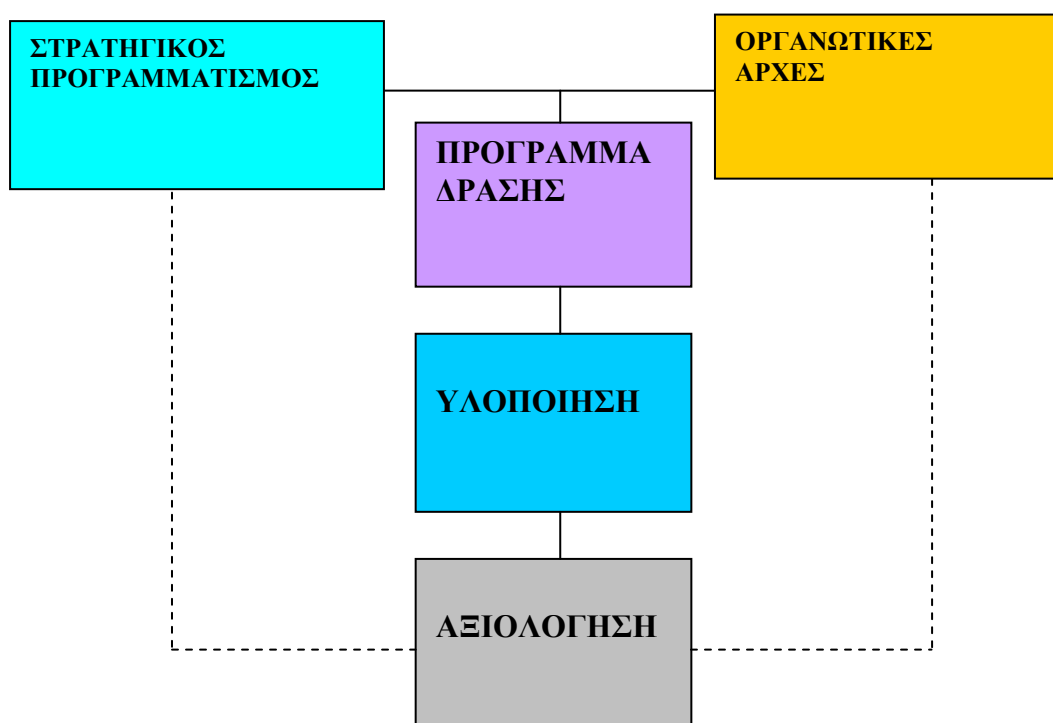 ΣΤΡΑΤΗΓΙΚΟΣ
ΠΡΟΓΡΑΜΜΑΤΙΣΜΟΣ
ΟΡΓΑΝΩΤΙΚΕΣ
ΑΡΧΕΣ
ΠΡΟΓΡΑΜΜΑ
ΔΡΑΣΗΣ
ΥΛΟΠΟΙΗΣΗ
ΑΞΙΟΛΟΓΗΣΗ